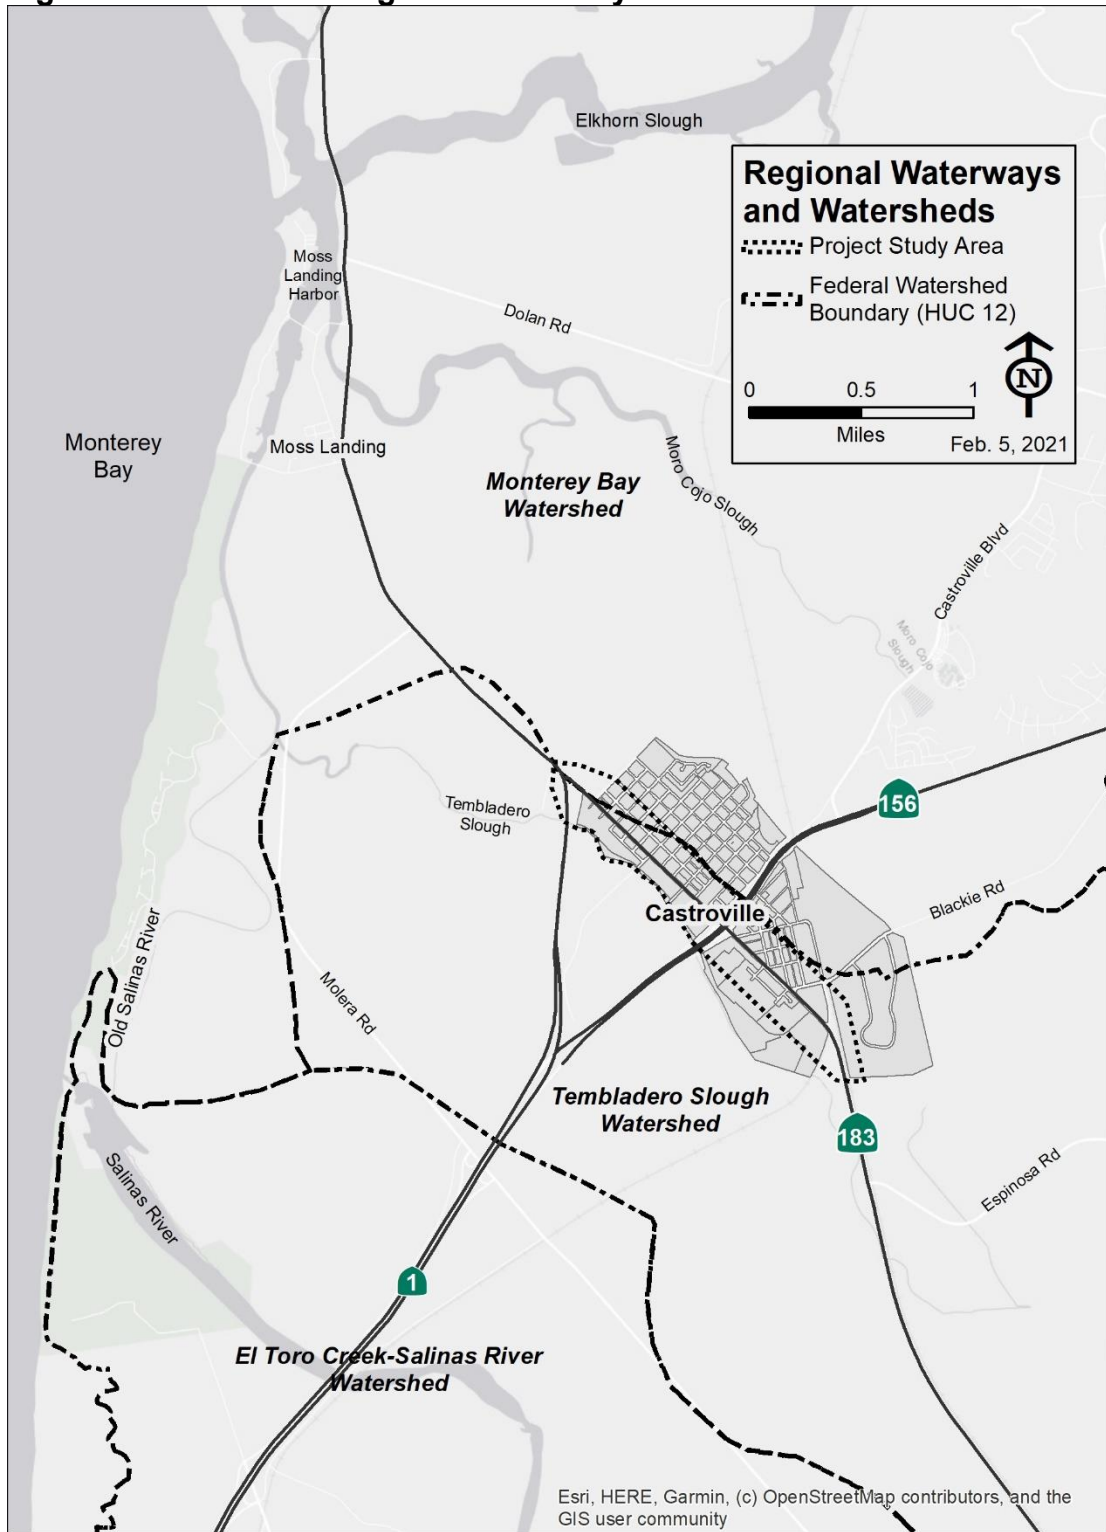 Elkhorn Slough
Regional Waterways
and Watersheds
Project Study Area
Federal Watershed
Boundary (HUC 12)
N
0 0.5 1
Miles
Feb. 5, 2021
Moss
Landing
Harbor
Dolan Rd
Monterey
Bay
Moss Landing
Monterey Bay
Watershed
Moro Cojo Slough
Castroville Blvd
Moro Cojo
Slough
Tembladero
Slough
156
Castroville
Blackie Rd
Old Salinas River
Molera Rd
Tembladero Slough
Watershed
183
Espinosa Rd
Salinas River
1
El Toro Creek-Salinas River
Watershed
Esri, HERE, Garmin, (c) OpenStreetMap contributors, and the
GIS user community